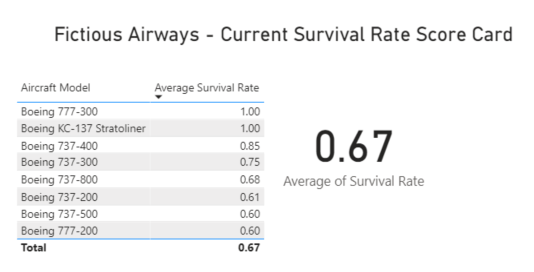 Fictious Airways - Current Survival Rate Score Card
Aircraft Model Average Survival Rate
Boeing 777-300 1.00
Boeing KC-137 Stratoliner 1.00
Boeing 737-400 0.85
Boeing 737-300 0.75
Boeing 737-800 0.68
Boeing 737-200 0.61
Boeing 737-500 0.60
Boeing 777-200 0.60
Total 0.67
0.67
Average of Survival Rate